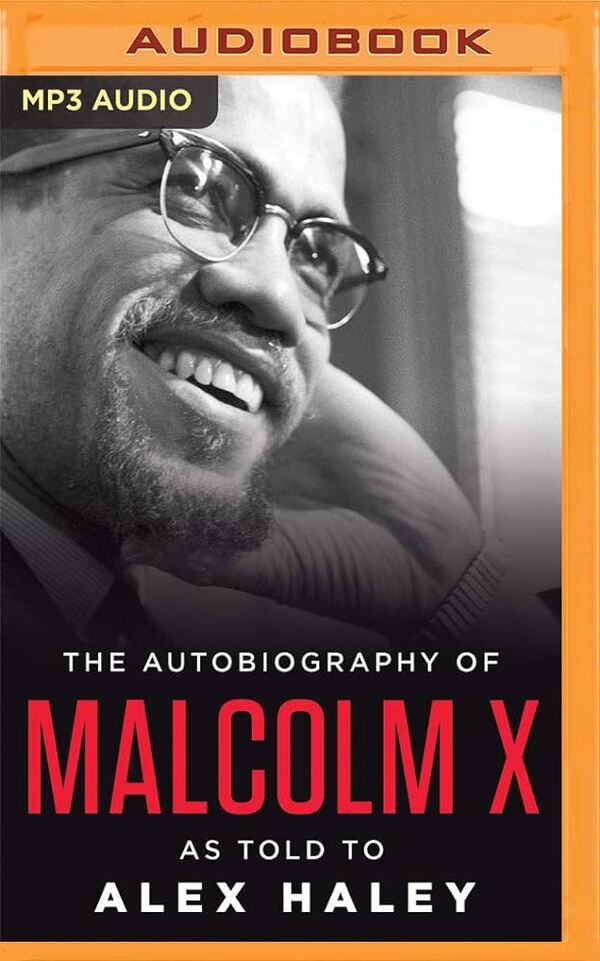 AUDIOBOOK
MP3 AUDIO
THE AUTOBIOGRAPHY OF
MALCOLM X
AS TOLD TO
ALEX HALEY